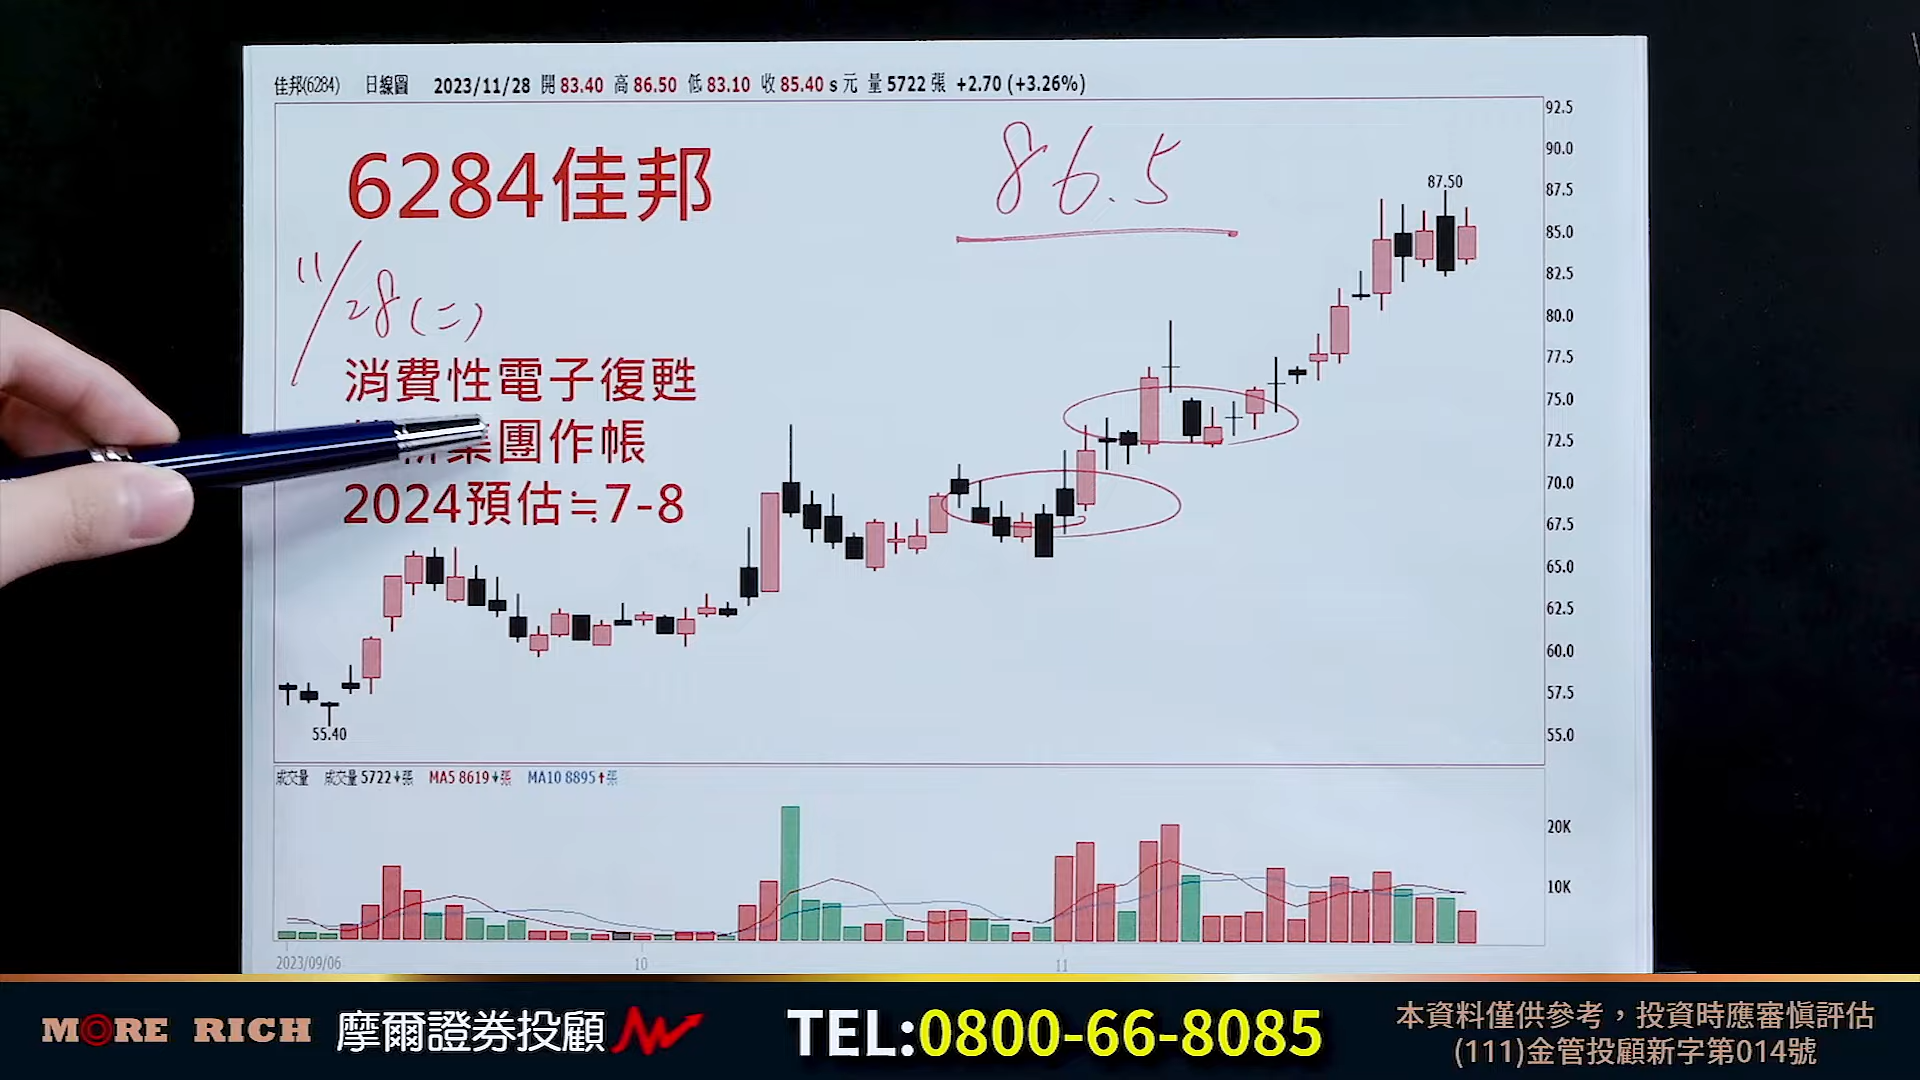 佳邦(6284) 日線圖 2023/11/28 開 83.40 高 86.50 低 83.10 收 85.40 s 元 量 5722 張 +2.70 (+3.26%)
6284佳邦
86.5
11/28(二)
消費性電子復甦
集團作帳
2024預估≒7-8
92.5
90.0
87.5
85.0
82.5
80.0
77.5
75.0
72.5
70.0
67.5
65.0
62.5
60.0
57.5
55.0
87.50
55.40
成交量 成交量 5722↓張 MA5 8619↓張 MA10 8895↑張
20K
10K
2023/09/06
10
11
MORE RICH 摩爾證券投顧
TEL:0800-66-8085
本資料僅供參考，投資時應審慎評估
(111)金管投顧新字第014號